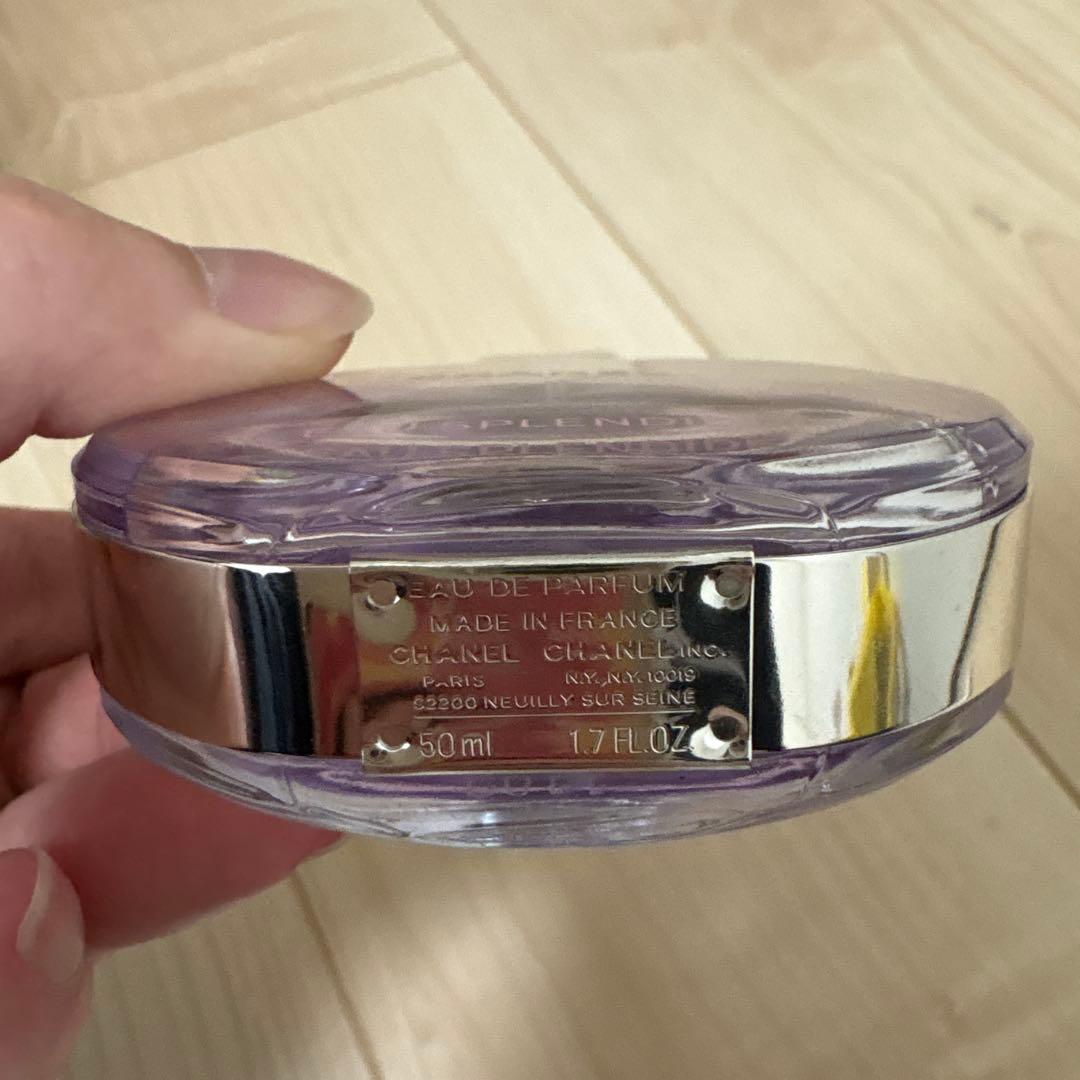 SPLEND
EAU DE PARFUM
MADE IN FRANCE
CHANEL CHANEL INC.
PARIS N.Y., N.Y. 10019
92200 NEUILLY SUR SEINE
50ml 1.7 FL.OZ.